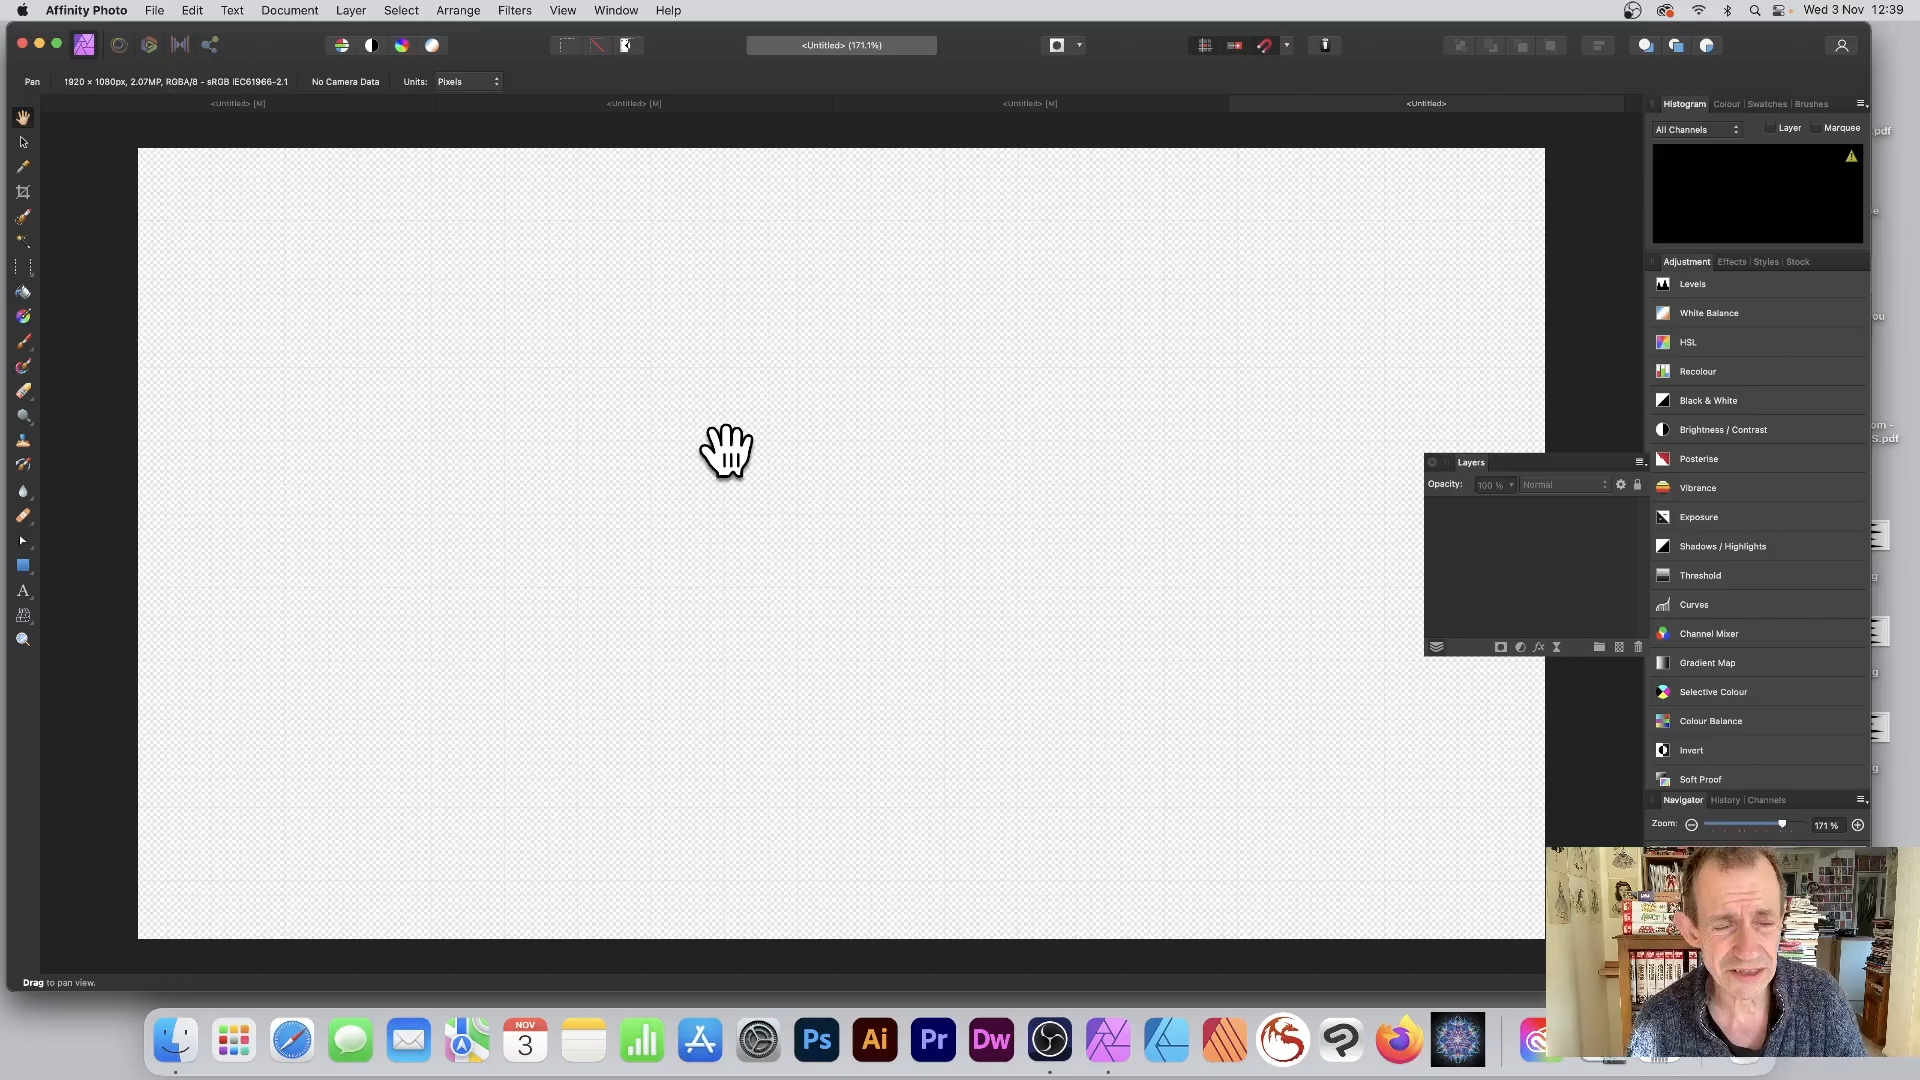 Affinity Photo File Edit Text Document Layer Select Arrange Filters View Window Help Wed 3 Nov 12:39
<Untitled> (171.1%)
Pan 1920 × 1080px, 2.07MP, RGBA/8 - sRGB IEC61966-2.1 No Camera Data Units: Pixels
<Untitled> [M] <Untitled> [M] <Untitled> [M] <Untitled>
Histogram Colour Swatches Brushes
All Channels Layer Marquee
.pdf
Adjustment Effects Styles Stock
Levels
White Balance
ou
HSL
Recolour
Black & White
Brightness / Contrast
om -
S.pdf
Posterise
Vibrance
Exposure
Shadows / Highlights
Threshold
Curves
Channel Mixer
Gradient Map
Selective Colour
Colour Balance
Invert
Soft Proof
Layers
Opacity: 100 % Normal
fx
Navigator History Channels
Zoom: 171 %
A
Drag to pan view.
NOV
3
Ps Ai Pr Dw